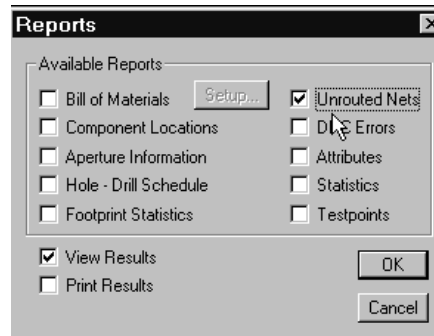 Reports
Available Reports
Bill of Materials Setup... Unrouted Nets
Component Locations DRC Errors
Aperture Information Attributes
Hole - Drill Schedule Statistics
Footprint Statistics Testpoints
View Results OK
Print Results
Cancel